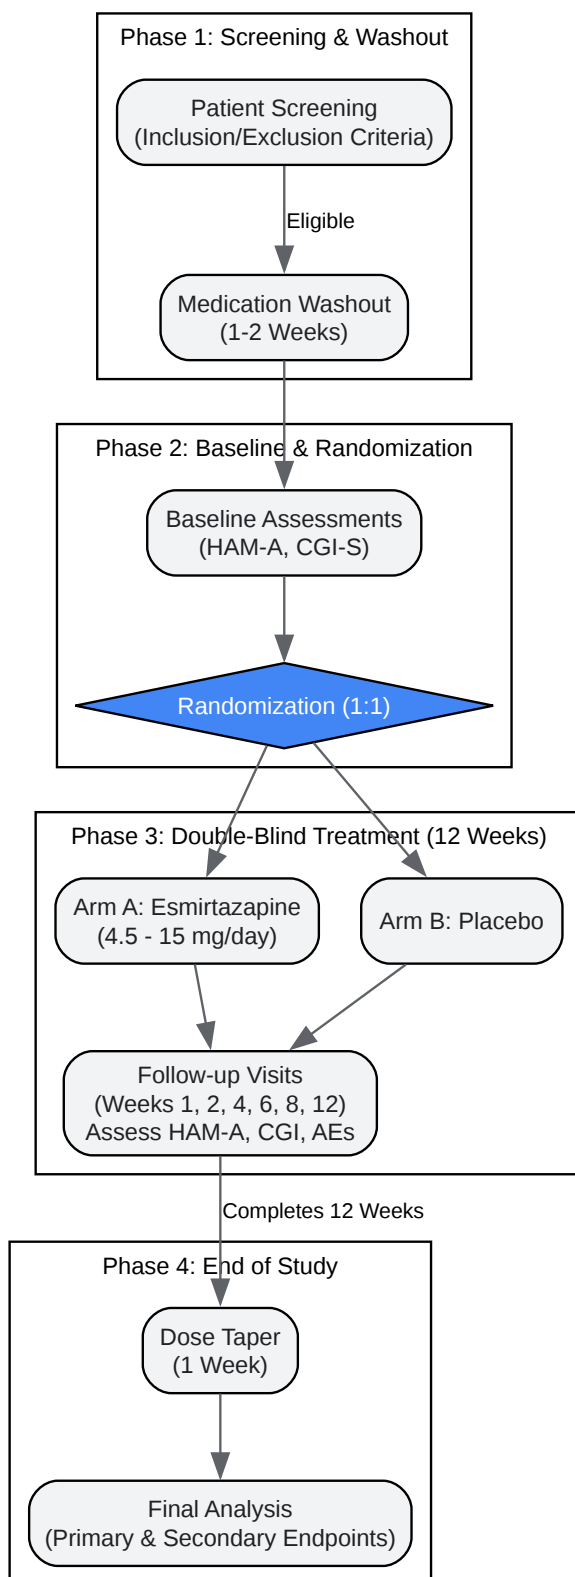 Phase 1: Screening & Washout
Patient Screening
(Inclusion/Exclusion Criteria)
Eligible
Medication Washout
(1-2 Weeks)
Phase 2: Baseline & Randomization
Baseline Assessments
(HAM-A, CGI-S)
Randomization (1:1)
Phase 3: Double-Blind Treatment (12 Weeks)
Arm A: Esmirtazapine
(4.5 - 15 mg/day)
Arm B: Placebo
Follow-up Visits
(Weeks 1, 2, 4, 6, 8, 12)
Assess HAM-A, CGI, AEs
Completes 12 Weeks
Phase 4: End of Study
Dose Taper
(1 Week)
Final Analysis
(Primary & Secondary Endpoints)